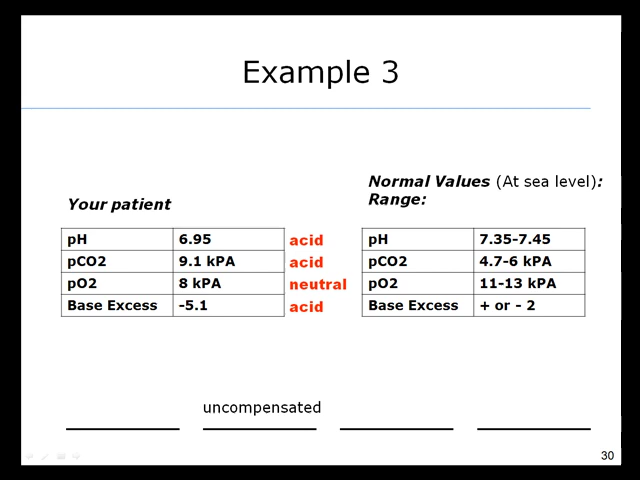 Example 3
Normal Values (At sea level):
Range:
Your patient
pH 6.95 acid
pCO2 9.1 kPA acid
pO2 8 kPA neutral
Base Excess -5.1 acid
pH 7.35-7.45
pCO2 4.7-6 kPA
pO2 11-13 kPA
Base Excess + or - 2
uncompensated
30